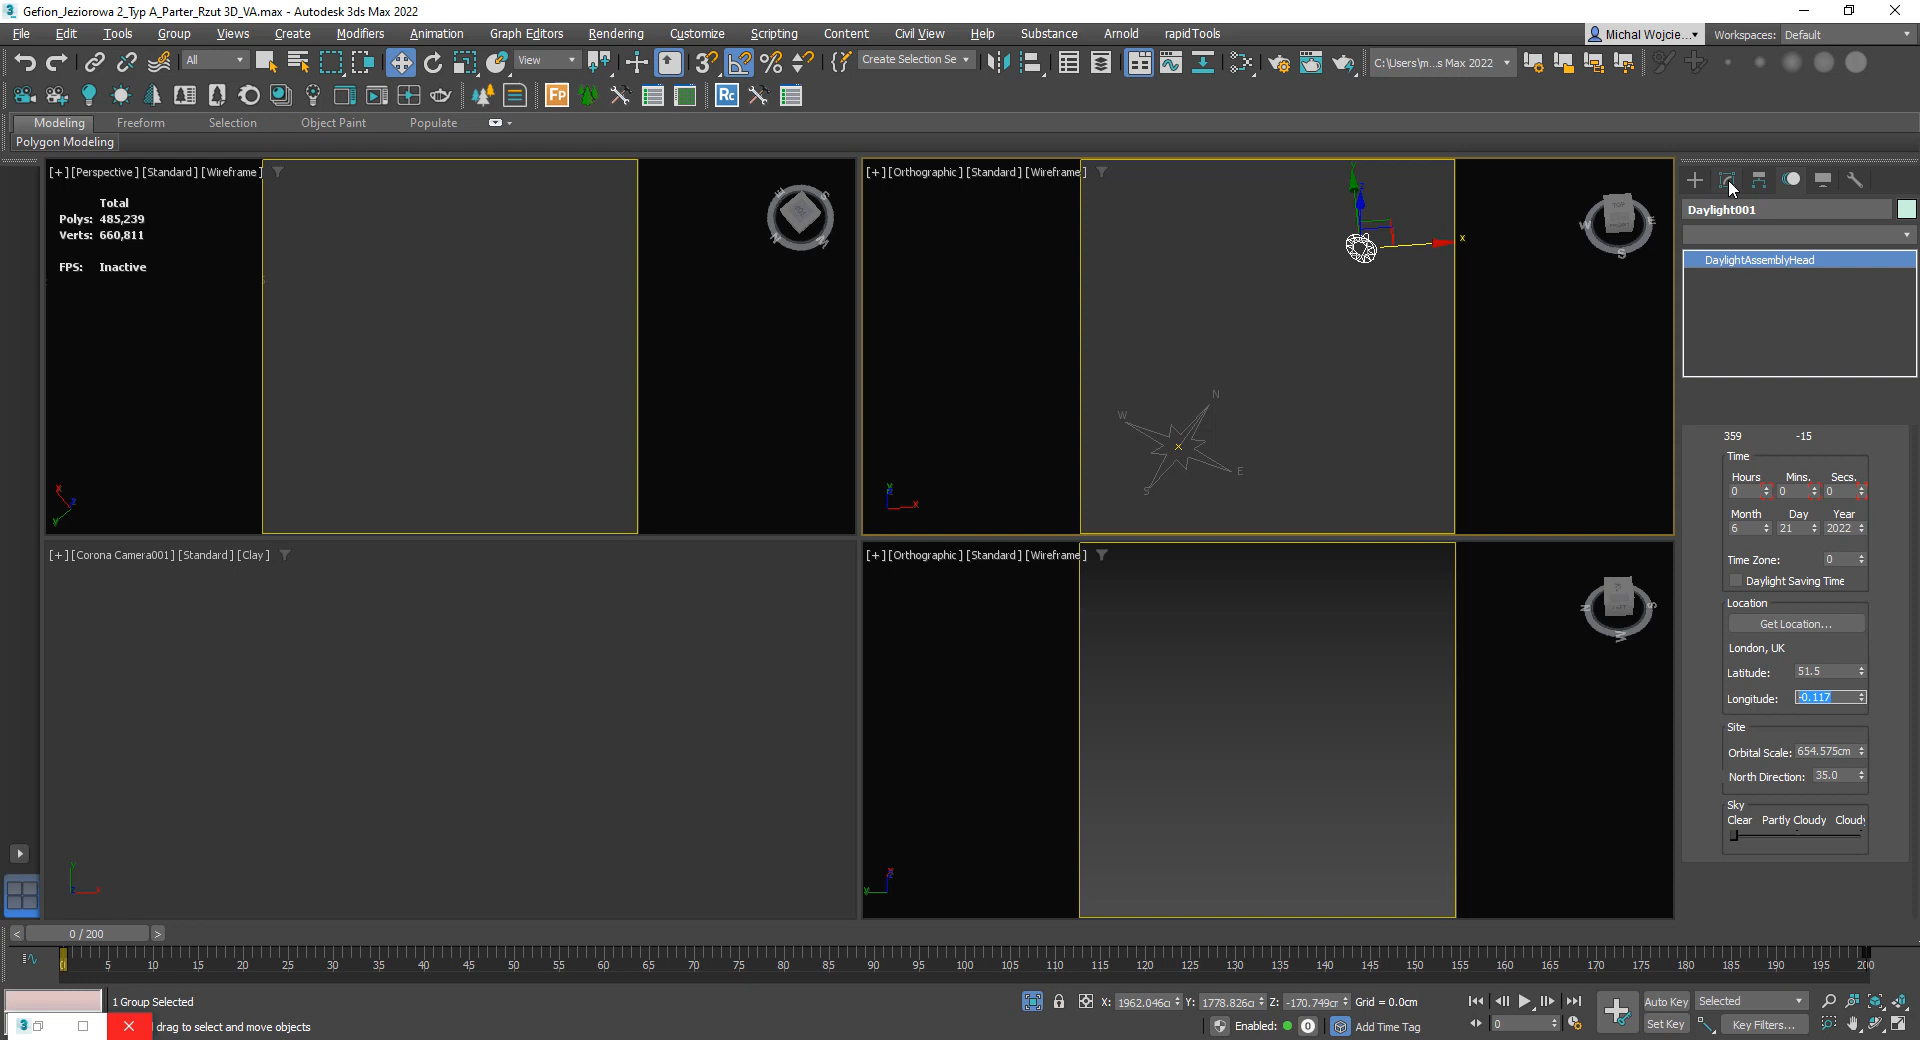 Gefion_Jeziorowa 2_Typ A_Parter_Rzut 3D_VA.max - Autodesk 3ds Max 2022
File Edit Tools Group Views Create Modifiers Animation Graph Editors Rendering Customize Scripting Content Civil View Help Substance Arnold rapidTools Michal Wojcie... Workspaces: Default
All View Create Selection Se C:\Users\m...s Max 2022
FP Rc
Modeling Freeform Selection Object Paint Populate
Polygon Modeling
[+] [Perspective ] [Standard ] [Wireframe ]
Total
Polys: 485,239
Verts: 660,811
FPS: Inactive
[+] [Orthographic ] [Standard ] [Wireframe ]
TOP
W E S
x
N
W
E
S
[+] [Corona Camera001 ] [Standard ] [Clay ]
[+] [Orthographic ] [Standard ] [Wireframe ]
N S W
Daylight001
DaylightAssemblyHead
359 -15
Time
Hours Mins. Secs.
0 0 0
Month Day Year
6 21 2022
Time Zone: 0
Daylight Saving Time
Location
Get Location...
London, UK
Latitude: 51.5
Longitude: -0.117
Site
Orbital Scale: 654.575cm
North Direction: 35.0
Sky
Clear Partly Cloudy Cloudy
< 0 / 200 >
5 10 15 20 25 30 35 40 45 50 55 60 65 70 75 80 85 90 95 100 105 110 115 120 125 130 135 140 145 150 155 160 165 170 175 180 185 190 195 200
1 Group Selected
drag to select and move objects
X: 1962.046c Y: 1778.826c Z: -170.749c Grid = 0.0cm
Enabled: 0 Add Time Tag
0
Auto Key Selected
Set Key Key Filters...